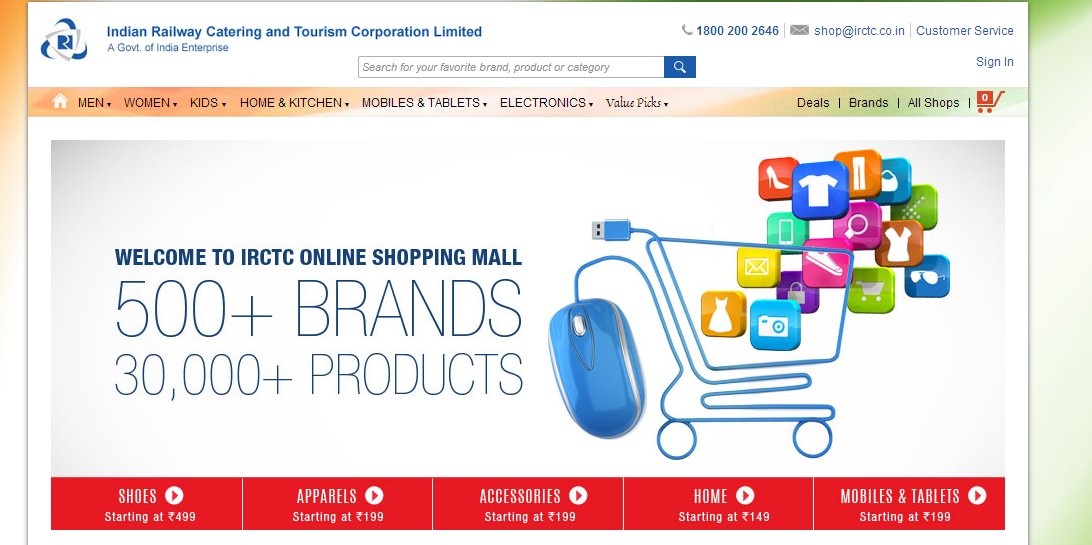 Indian Railway Catering and Tourism Corporation Limited
A Govt. of India Enterprise
1800 200 2646 shop@irctc.co.in Customer Service
Search for your favorite brand, product or category
Sign In
MEN WOMEN KIDS HOME & KITCHEN MOBILES & TABLETS ELECTRONICS Value Picks Deals Brands All Shops 0
WELCOME TO IRCTC ONLINE SHOPPING MALL
500+ BRANDS
30,000+ PRODUCTS
SHOES APPARELS ACCESSORIES HOME MOBILES & TABLETS
Starting at ₹499 Starting at ₹199 Starting at ₹199 Starting at ₹149 Starting at ₹199